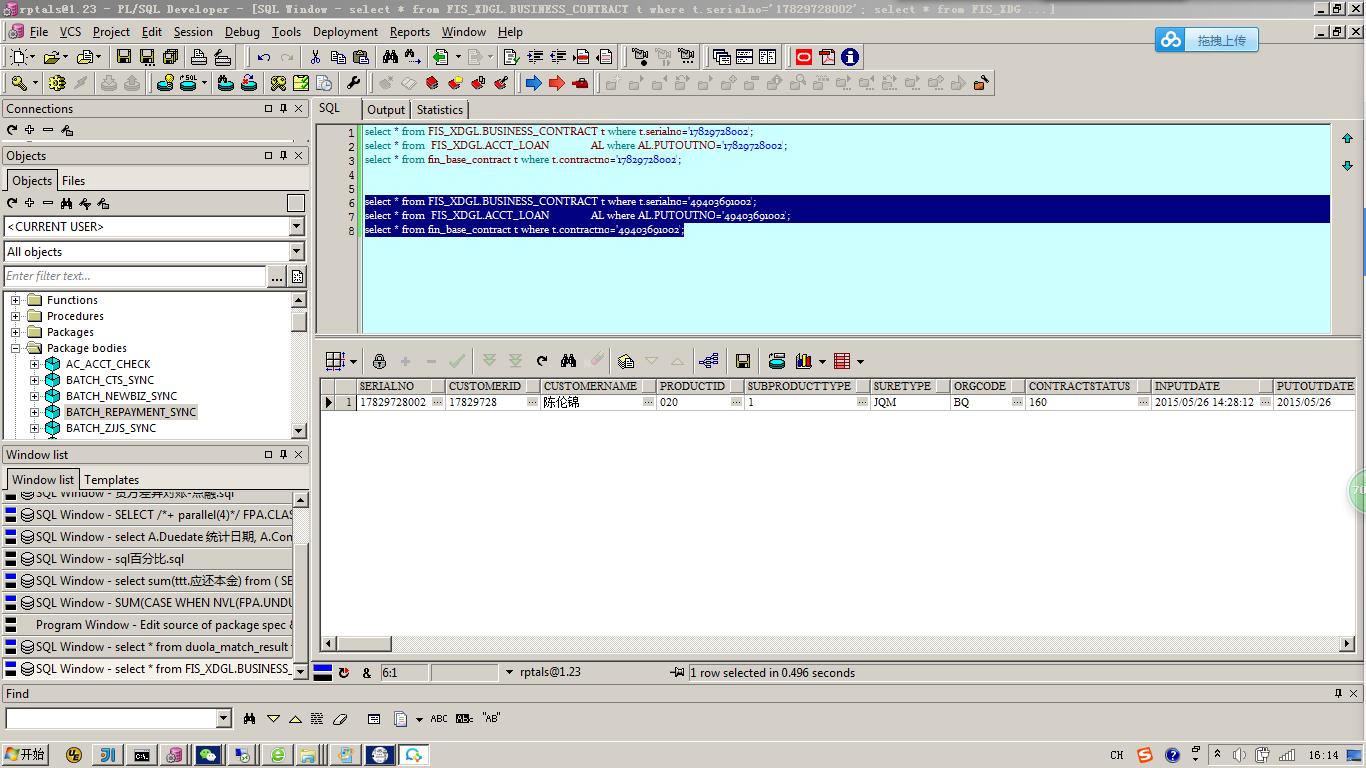 rptals@1.23 - PL/SQL Developer - [SQL Window - select * from FIS_XDGL.BUSINESS_CONTRACT t where t.serialno='17829728002'; select * from FIS_XDG ...]
File VCS Project Edit Session Debug Tools Deployment Reports Window Help
拖拽上传
Connections
Objects
Objects Files
<CURRENT USER>
All objects
Enter filter text...
Functions
Procedures
Packages
Package bodies
AC_ACCT_CHECK
BATCH_CTS_SYNC
BATCH_NEWBIZ_SYNC
BATCH_REPAYMENT_SYNC
BATCH_ZJJS_SYNC
Window list
Window list Templates
SQL Window - SELECT /*+ parallel(4)*/ FPA.CLAS
SQL Window - select A.Duedate 统计日期, A.Con
SQL Window - sql百分比.sql
SQL Window - select sum(ttt.应还本金) from ( SE
SQL Window - SUM(CASE WHEN NVL(FPA.UNDU
Program Window - Edit source of package spec &
SQL Window - select * from duola_match_result
SQL Window - select * from FIS_XDGL.BUSINESS_
SQL Output Statistics
1 select * from FIS_XDGL.BUSINESS_CONTRACT t where t.serialno='17829728002';
2 select * from FIS_XDGL.ACCT_LOAN AL where AL.PUTOUTNO='17829728002';
3 select * from fin_base_contract t where t.contractno='17829728002';
4
5
6 select * from FIS_XDGL.BUSINESS_CONTRACT t where t.serialno='49403691002';
7 select * from FIS_XDGL.ACCT_LOAN AL where AL.PUTOUTNO='49403691002';
8 select * from fin_base_contract t where t.contractno='49403691002';
SERIALNO CUSTOMERID CUSTOMERNAME PRODUCTID SUBPRODUCTTYPE SURETYPE ORGCODE CONTRACTSTATUS INPUTDATE PUTOUTDATE
1 17829728002 17829728 陈伦锦 020 1 JQM BQ 160 2015/05/26 14:28:12 2015/05/26
70
& 6:1 rptals@1.23 1 row selected in 0.496 seconds
Find
ABC "AB"
开始
CH 16:14